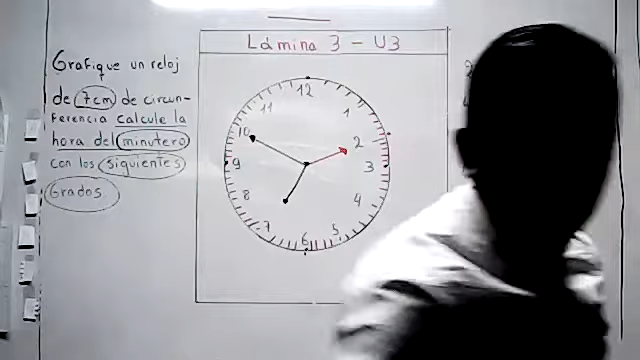 Lámina 3 - U3
Grafique un reloj
de 7cm de circun-
ferencia calcule la
hora del minutero
con los siguientes
Grados.
12
1
2
3
4
5
6
7
8
9
10
11